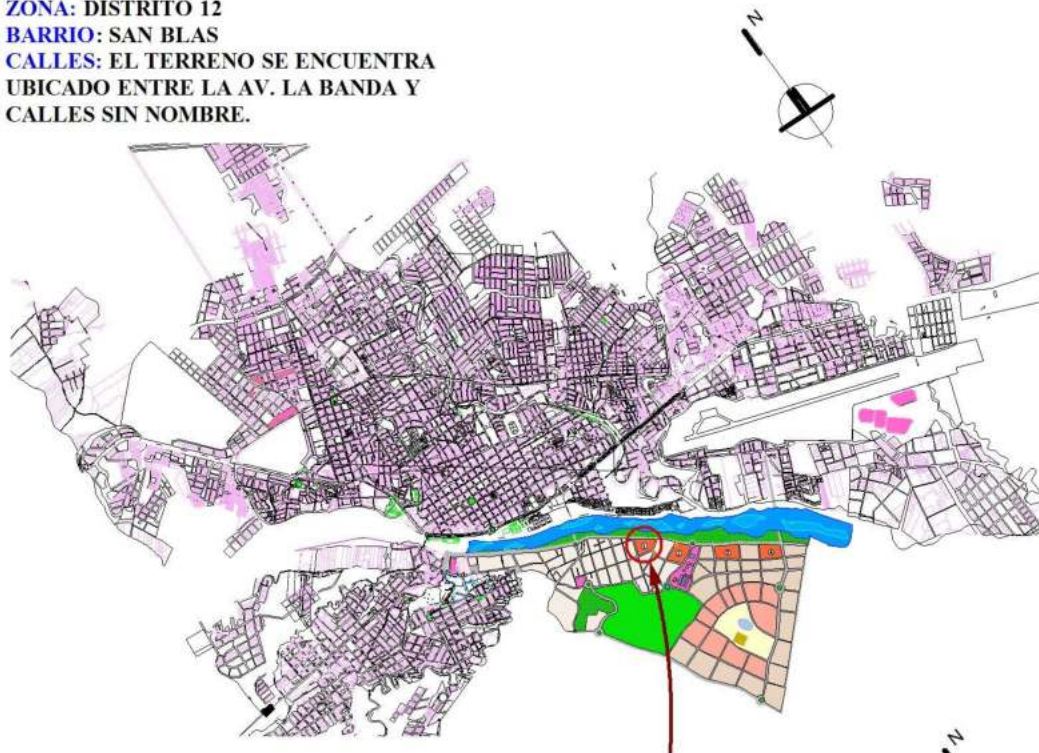 ZONA: DISTRITO 12
BARRIO: SAN BLAS
CALLES: EL TERRENO SE ENCUENTRA
UBICADO ENTRE LA AV. LA BANDA Y
CALLES SIN NOMBRE.
N
N